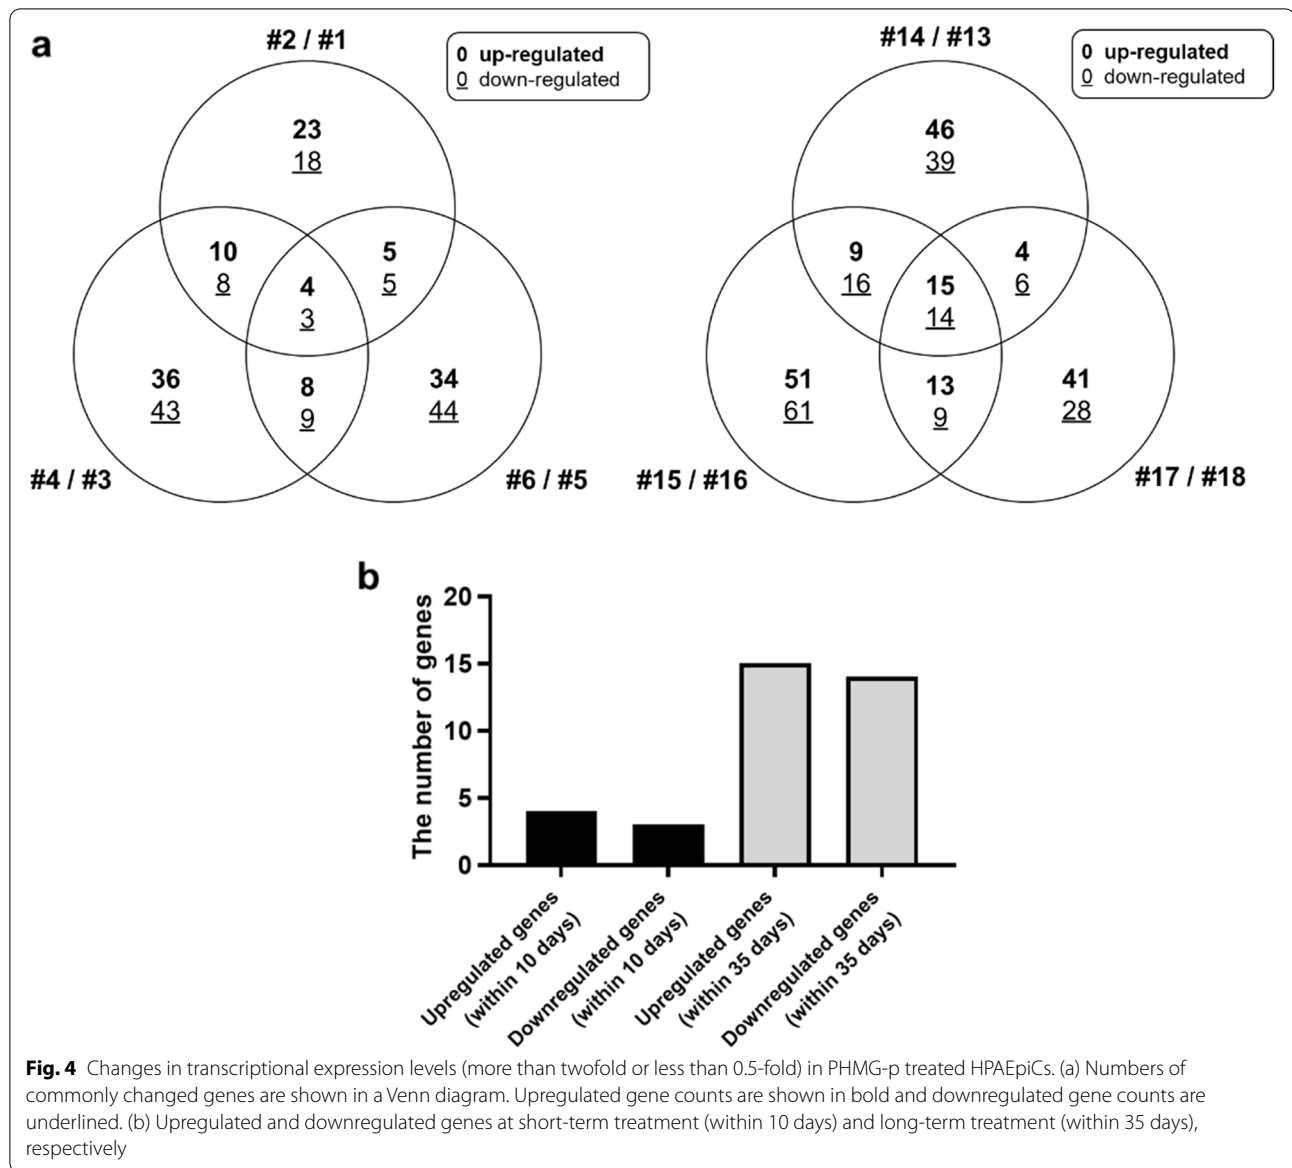 a
#2 / #1
0 up-regulated
0 down-regulated
23
18
10
8
5
5
4
3
36
43
8
9
34
44
#4 / #3
#6 / #5
#14 / #13
0 up-regulated
0 down-regulated
46
39
9
16
4
6
15
14
51
61
13
9
41
28
#15 / #16
#17 / #18
b
The number of genes
20
15
10
5
0
Upregulated genes
(within 10 days)
Downregulated genes
(within 10 days)
Upregulated genes
(within 35 days)
Downregulated genes
(within 35 days)
Fig. 4 Changes in transcriptional expression levels (more than twofold or less than 0.5-fold) in PHMG-p treated HPAEpiCs. (a) Numbers of
commonly changed genes are shown in a Venn diagram. Upregulated gene counts are shown in bold and downregulated gene counts are
underlined. (b) Upregulated and downregulated genes at short-term treatment (within 10 days) and long-term treatment (within 35 days),
respectively